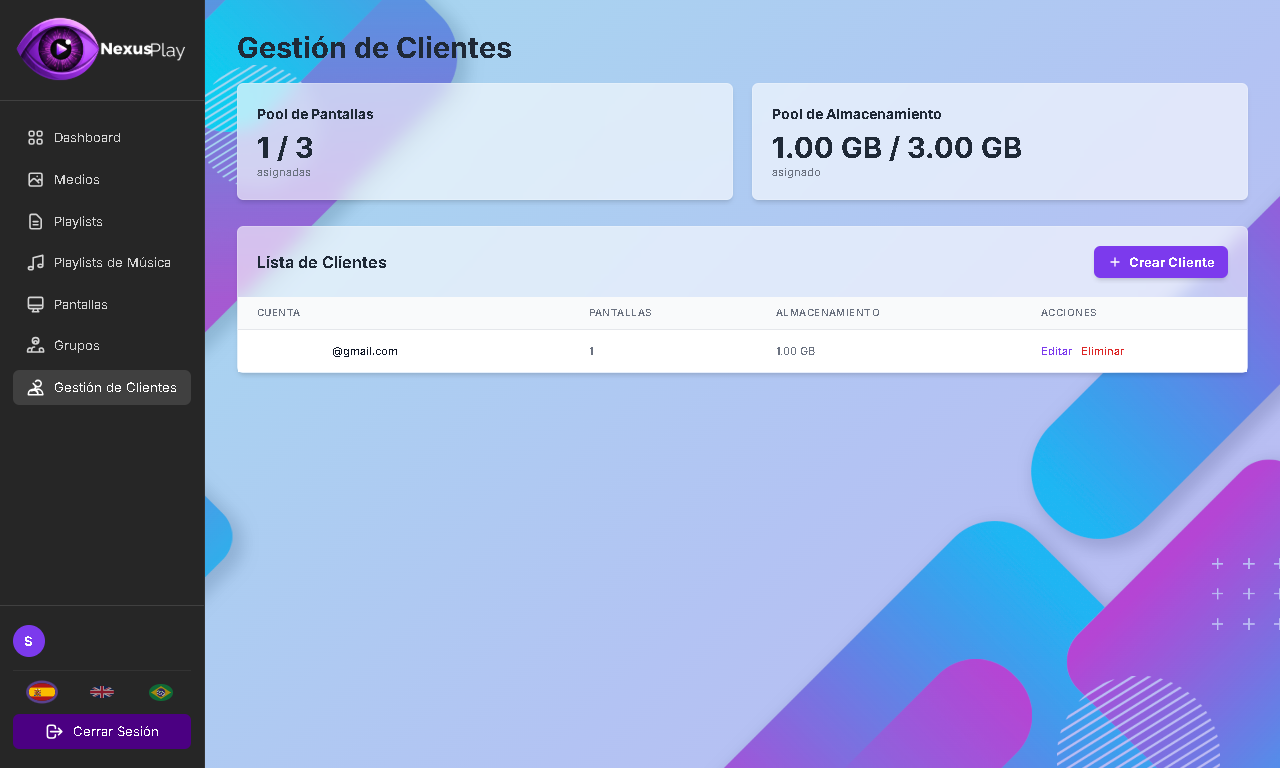 NexusPlay
Dashboard
Medios
Playlists
Playlists de Música
Pantallas
Grupos
Gestión de Clientes
S
Cerrar Sesión
Gestión de Clientes
Pool de Pantallas
1 / 3
asignadas
Pool de Almacenamiento
1.00 GB / 3.00 GB
asignado
Lista de Clientes
+ Crear Cliente
CUENTA PANTALLAS ALMACENAMIENTO ACCIONES
@gmail.com 1 1.00 GB Editar Eliminar